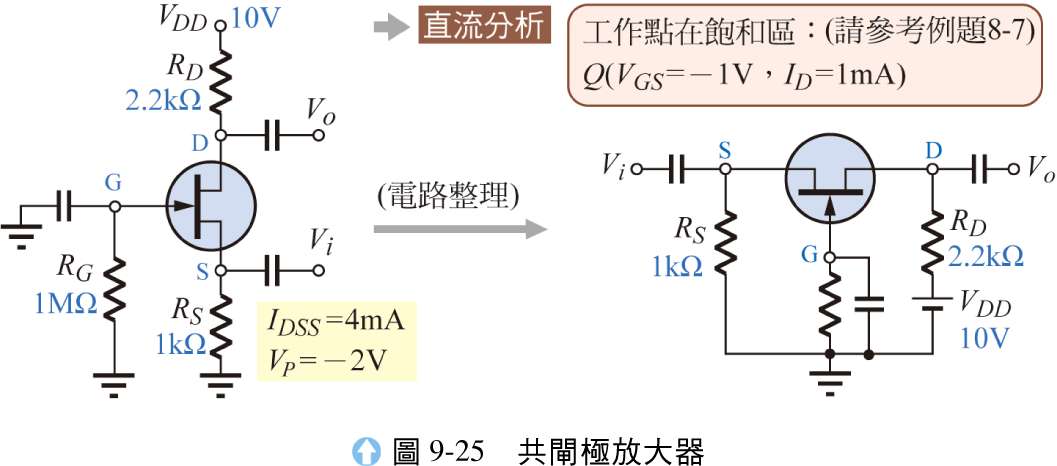 V_DD 10V
R_D
2.2kΩ
V_o
D
G
V_i
S
R_G
1MΩ
R_S
1kΩ
I_DSS=4mA
V_P=－2V
直流分析
工作點在飽和區：(請參考例題8-7)
Q(V_GS=－1V，I_D=1mA)
(電路整理)
V_i
S
D
V_o
R_S
1kΩ
G
R_D
2.2kΩ
V_DD
10V
圖 9-25 共閘極放大器